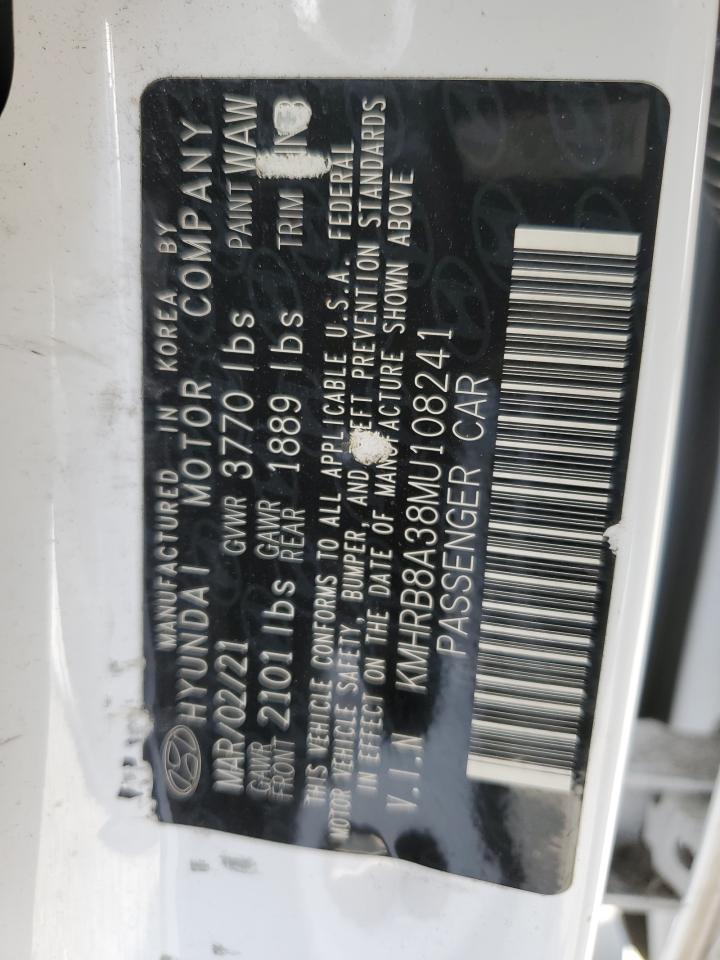 MANUFACTURED IN KOREA BY
HYUNDAI MOTOR COMPANY
MAR/02/21 GVWR 3770 lbs PAINT WAW
GAWR FRONT 2101 lbs GAWR REAR 1889 lbs TRIM
THIS VEHICLE CONFORMS TO ALL APPLICABLE U.S.A. FEDERAL
MOTOR VEHICLE SAFETY, BUMPER, AND THEFT PREVENTION STANDARDS
IN EFFECT ON THE DATE OF MANUFACTURE SHOWN ABOVE
V.I.N KMHRB8A38MU108241
PASSENGER CAR